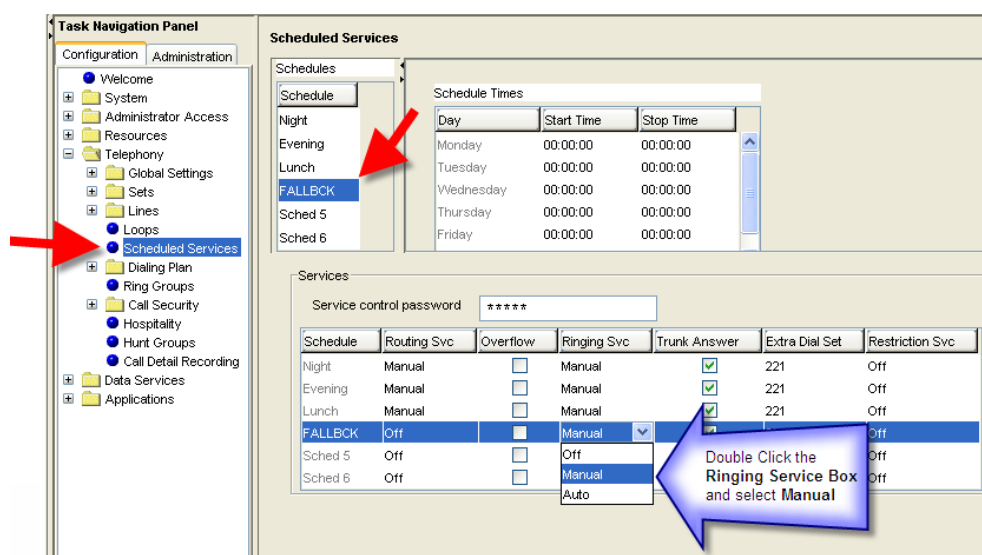 Task Navigation Panel
Configuration Administration
Welcome
System
Administrator Access
Resources
Telephony
Global Settings
Sets
Lines
Loops
Scheduled Services
Dialing Plan
Ring Groups
Call Security
Hospitality
Hunt Groups
Call Detail Recording
Data Services
Applications
Scheduled Services
Schedules
Schedule
Night
Evening
Lunch
FALLBCK
Sched 5
Sched 6
Schedule Times
Day Start Time Stop Time
Monday 00:00:00 00:00:00
Tuesday 00:00:00 00:00:00
Wednesday 00:00:00 00:00:00
Thursday 00:00:00 00:00:00
Friday 00:00:00 00:00:00
Services
Service control password *****
Schedule Routing Svc Overflow Ringing Svc Trunk Answer Extra Dial Set Restriction Svc
Night Manual Manual 221 Off
Evening Manual Manual 221 Off
Lunch Manual Manual 221 Off
FALLBCK Off Manual Off
Sched 5 Off Off
Sched 6 Off Off
Off
Manual
Auto
Double Click the
Ringing Service Box
and select Manual